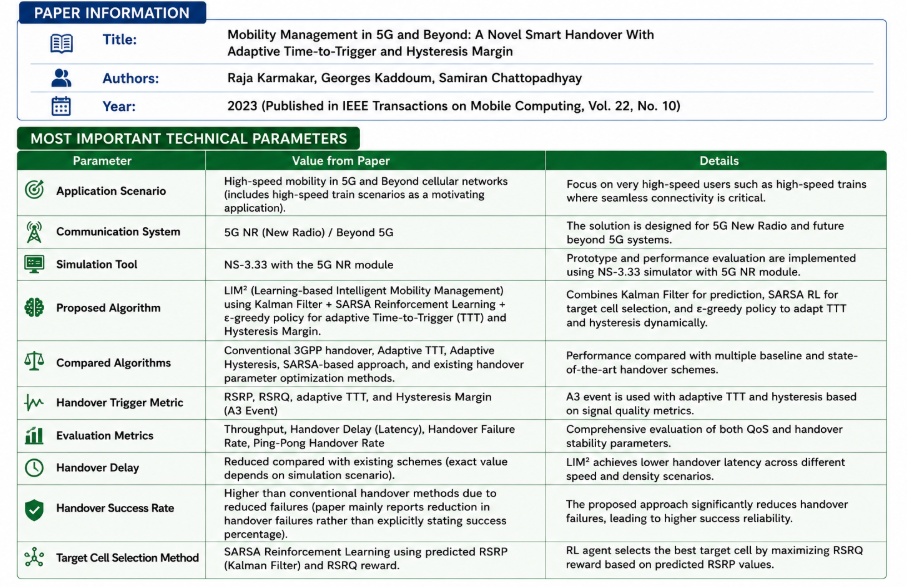 PAPER INFORMATION
Title:
Mobility Management in 5G and Beyond: A Novel Smart Handover With
Adaptive Time-to-Trigger and Hysteresis Margin
Authors:
Raja Karmakar, Georges Kaddoum, Samiran Chattopadhyay
Year:
2023 (Published in IEEE Transactions on Mobile Computing, Vol. 22, No. 10)
MOST IMPORTANT TECHNICAL PARAMETERS
Parameter
Value from Paper
Details
Application Scenario
High-speed mobility in 5G and Beyond cellular networks
(includes high-speed train scenarios as a motivating
application).
Focus on very high-speed users such as high-speed trains
where seamless connectivity is critical.
Communication System
5G NR (New Radio) / Beyond 5G
The solution is designed for 5G New Radio and future
beyond 5G systems.
Simulation Tool
NS-3.33 with the 5G NR module
Prototype and performance evaluation are implemented
using NS-3.33 simulator with 5G NR module.
Proposed Algorithm
LIM² (Learning-based Intelligent Mobility Management)
using Kalman Filter + SARSA Reinforcement Learning +
ε-greedy policy for adaptive Time-to-Trigger (TTT) and
Hysteresis Margin.
Combines Kalman Filter for prediction, SARSA RL for
target cell selection, and ε-greedy policy to adapt TTT
and hysteresis dynamically.
Compared Algorithms
Conventional 3GPP handover, Adaptive TTT, Adaptive
Hysteresis, SARSA-based approach, and existing handover
parameter optimization methods.
Performance compared with multiple baseline and state-
of-the-art handover schemes.
Handover Trigger Metric
RSRP, RSRQ, adaptive TTT, and Hysteresis Margin
(A3 Event)
A3 event is used with adaptive TTT and hysteresis based
on signal quality metrics.
Evaluation Metrics
Throughput, Handover Delay (Latency), Handover Failure
Rate, Ping-Pong Handover Rate
Comprehensive evaluation of both QoS and handover
stability parameters.
Handover Delay
Reduced compared with existing schemes (exact value
depends on simulation scenario).
LIM² achieves lower handover latency across different
speed and density scenarios.
Handover Success Rate
Higher than conventional handover methods due to
reduced failures (paper mainly reports reduction in
handover failures rather than explicitly stating success
percentage).
The proposed approach significantly reduces handover
failures, leading to higher success reliability.
Target Cell Selection Method
SARSA Reinforcement Learning using predicted RSRP
(Kalman Filter) and RSRQ reward.
RL agent selects the best target cell by maximizing RSRQ
reward based on predicted RSRP values.